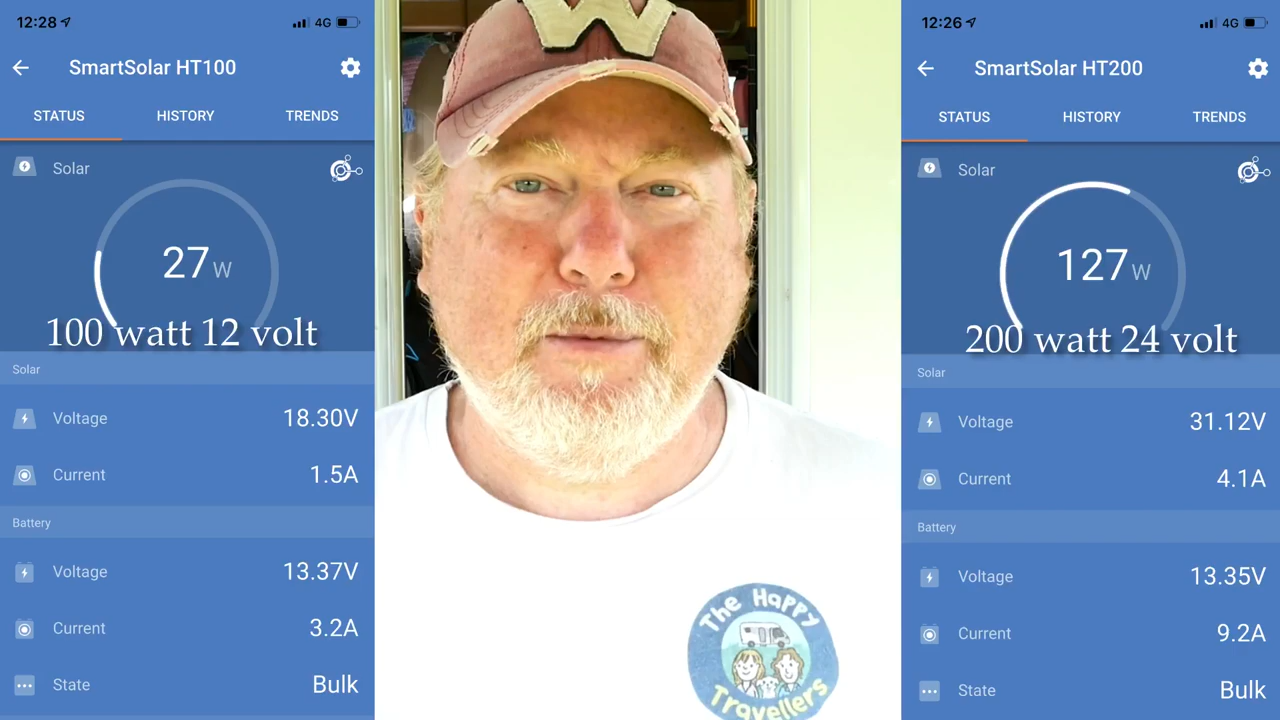 12:28
4G
SmartSolar HT100
STATUS
HISTORY
TRENDS
Solar
27W
100 watt 12 volt
Solar
Voltage
18.30V
Current
1.5A
Battery
Voltage
13.37V
Current
3.2A
State
Bulk
W
The Happy
Travellers
12:26
4G
SmartSolar HT200
STATUS
HISTORY
TRENDS
Solar
127W
200 watt 24 volt
Solar
Voltage
31.12V
Current
4.1A
Battery
Voltage
13.35V
Current
9.2A
State
Bulk